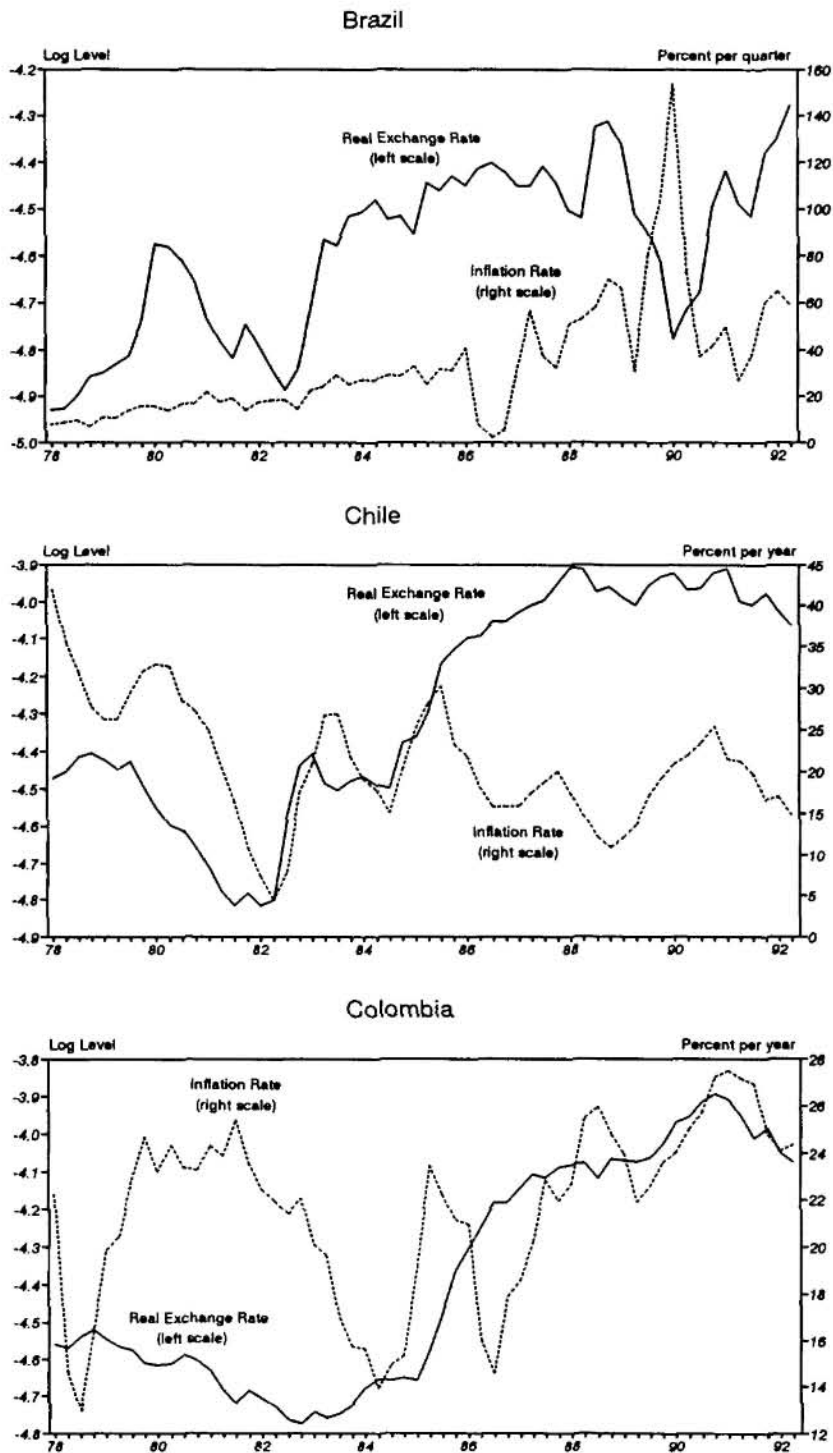 Brazil
Log Level Percent per quarter
-4.2 160
-4.3 140
Real Exchange Rate
(left scale)
-4.4 120
-4.5 100
-4.6 80
Inflation Rate
(right scale)
-4.7 60
-4.8 40
-4.9 20
-5.0 0
78 80 82 84 86 88 90 92
Chile
Log Level Percent per year
-3.9 45
Real Exchange Rate
(left scale)
-4.0 40
-4.1 35
-4.2 30
-4.3 25
-4.4 20
-4.5 15
-4.6 10
Inflation Rate
(right scale)
-4.7 5
-4.8 0
-4.9
78 80 82 84 86 88 90 92
Colombia
Log Level Percent per year
-3.8 28
Inflation Rate
(right scale)
-3.9 26
-4.0 24
-4.1 22
-4.2 20
-4.3 18
-4.4 16
-4.5 14
Real Exchange Rate
(left scale)
-4.6 12
-4.7
-4.8
78 80 82 84 86 88 90 92